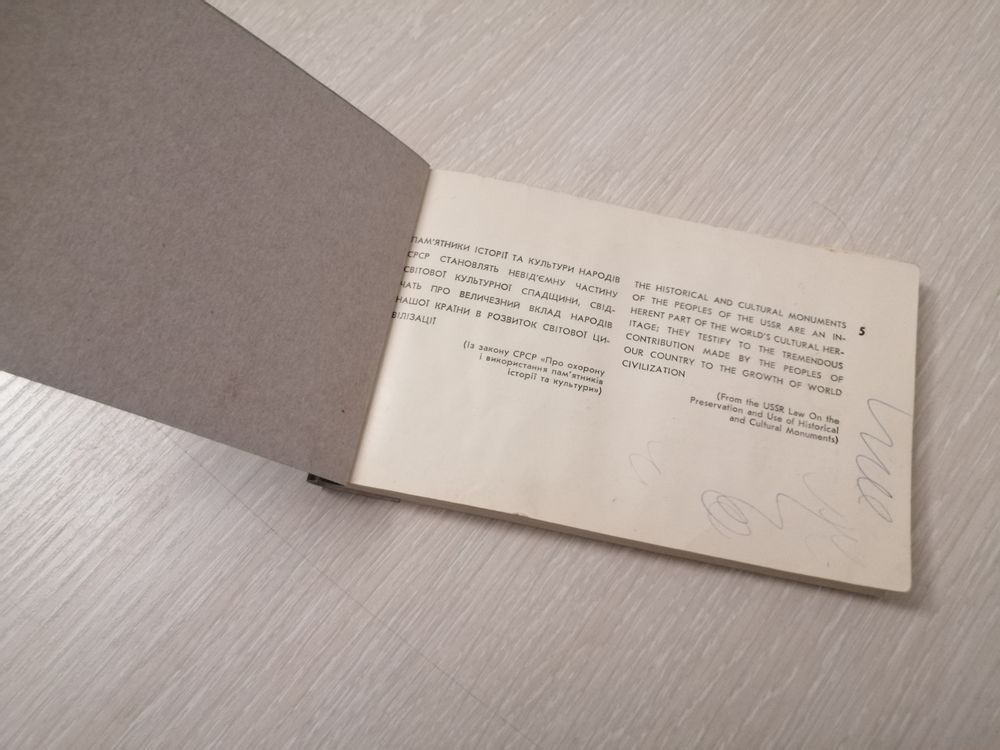 ПАМ'ЯТНИКИ ІСТОРІЇ ТА КУЛЬТУРИ НАРОДІВ
СРСР СТАНОВЛЯТЬ НЕВІД'ЄМНУ ЧАСТИНУ
СВІТОВОЇ КУЛЬТУРНОЇ СПАДЩИНИ, СВІД-
ЧАТЬ ПРО ВЕЛИЧЕЗНИЙ ВКЛАД НАРОДІВ
НАШОЇ КРАЇНИ В РОЗВИТОК СВІТОВОЇ ЦИ-
ВІЛІЗАЦІЇ
(Із закону СРСР «Про охорону
і використання пам'ятників
історії та культури»)
THE HISTORICAL AND CULTURAL MONUMENTS
OF THE PEOPLES OF THE USSR ARE AN IN-
HERENT PART OF THE WORLD'S CULTURAL HER-
ITAGE; THEY TESTIFY TO THE TREMENDOUS
CONTRIBUTION MADE BY THE PEOPLES OF
OUR COUNTRY TO THE GROWTH OF WORLD
CIVILIZATION
(From the USSR Law On the
Preservation and Use of Historical
and Cultural Monuments)
5